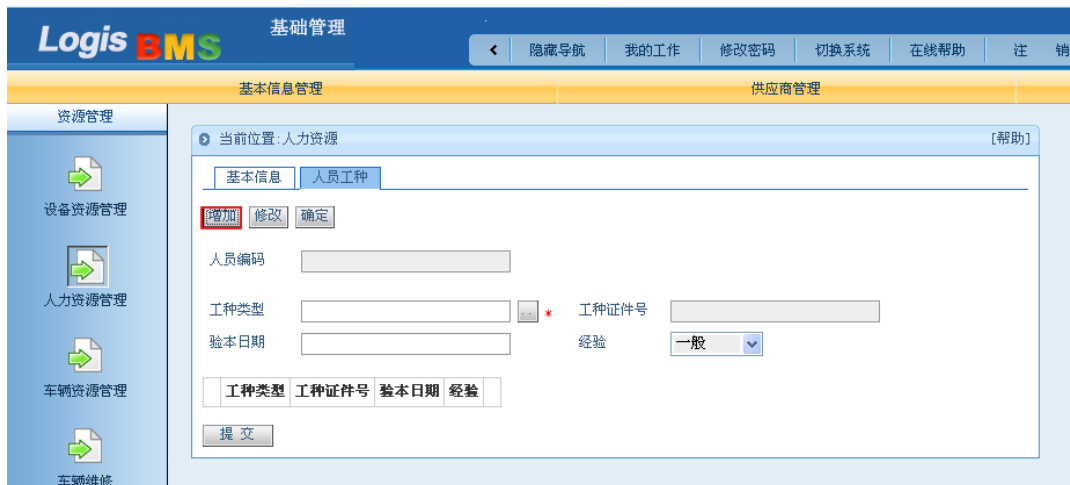 Logis BMS
基础管理
隐藏导航 我的工作 修改密码 切换系统 在线帮助 注 销
基本信息管理 供应商管理
资源管理
设备资源管理
人力资源管理
车辆资源管理
车辆维修
当前位置:人力资源 [帮助]
基本信息 人员工种
增加 修改 确定
人员编码
工种类型 .. * 工种证件号
验本日期 经验 一般
工种类型 工种证件号 验本日期 经验
提 交